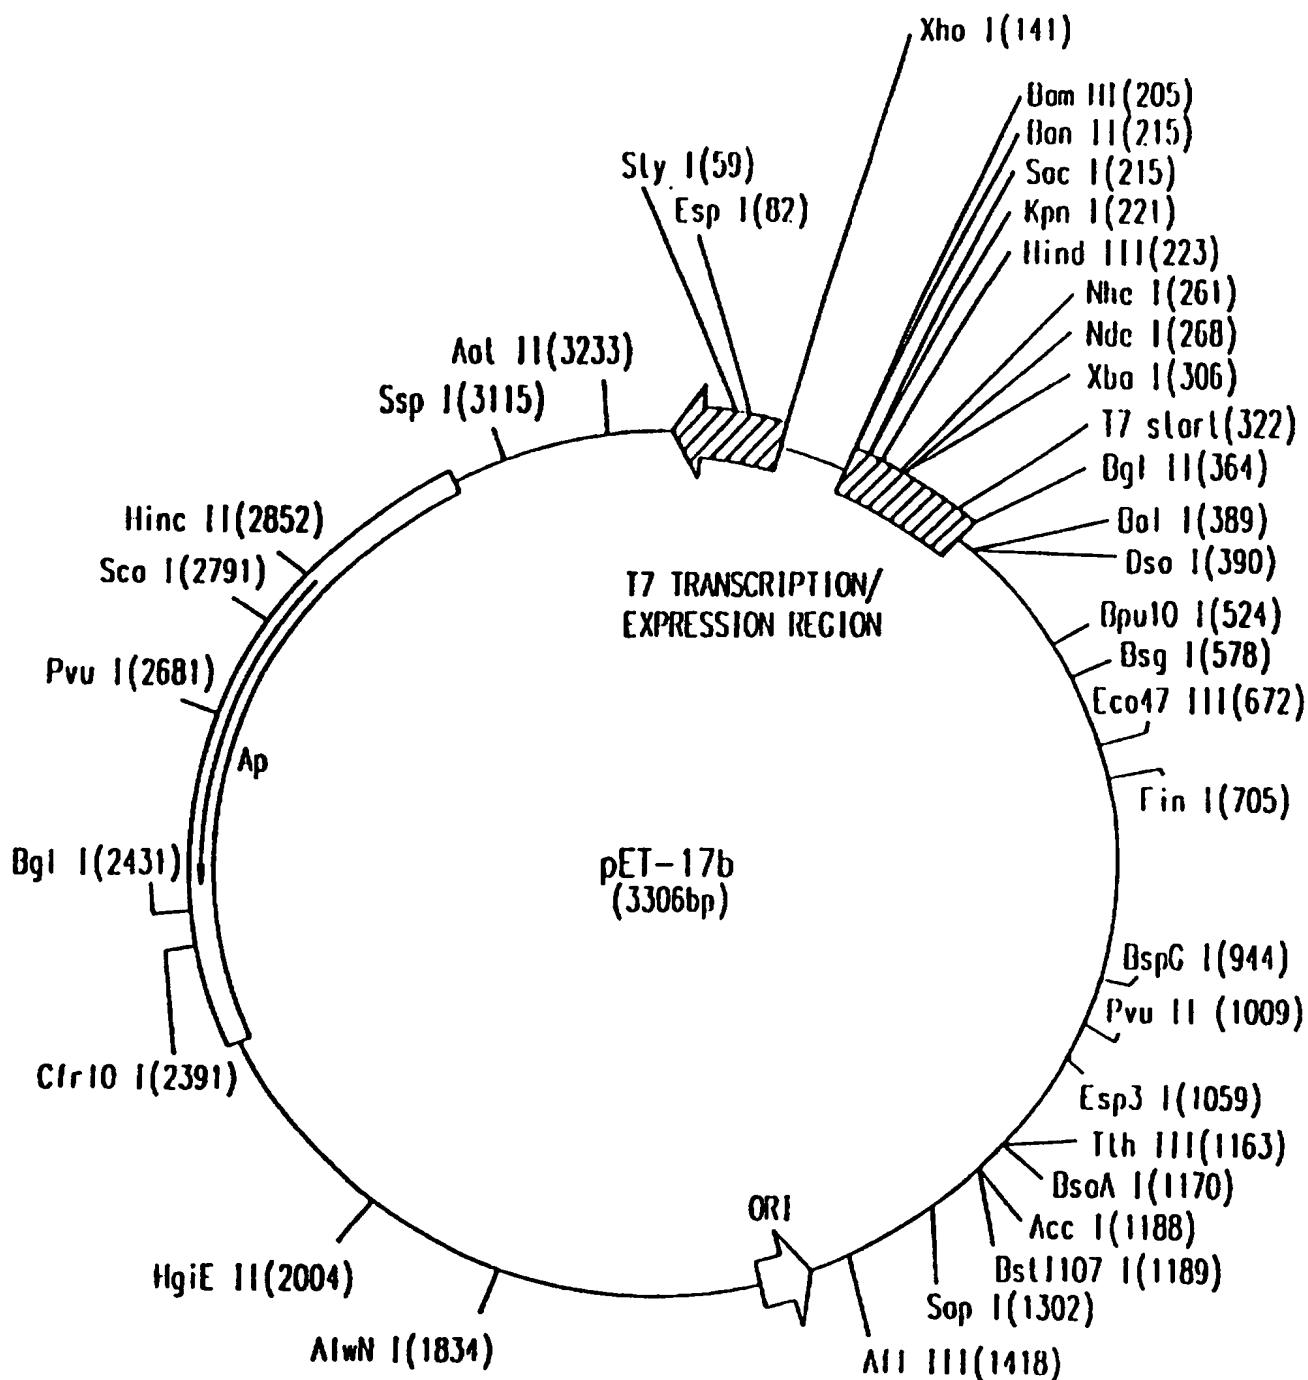 Xho I(141)
Bam HI(205)
Ban II(215)
Sac I(215)
Kpn I(221)
Hind III(223)
Nhe I(261)
Nde I(268)
Xba I(306)
T7 start(322)
Bgl II(364)
Bal I(389)
Dsa I(390)
Bpu10 I(524)
Bsg I(578)
Eco47 III(672)
Fin I(705)
BspG I(944)
Pvu II (1009)
Esp3 I(1059)
Tth III(1163)
BsaA I(1170)
Acc I(1188)
Bst1107 I(1189)
Sap I(1302)
Afl III(1418)
ORI
AlwN I(1834)
HgiE II(2004)
Cfr10 I(2391)
Bgl I(2431)
Ap
Pvu I(2681)
Sca I(2791)
Hinc II(2852)
Ssp I(3115)
Aat II(3233)
Sty I(59)
Esp I(82)
T7 TRANSCRIPTION/
EXPRESSION REGION
pET-17b
(3306bp)